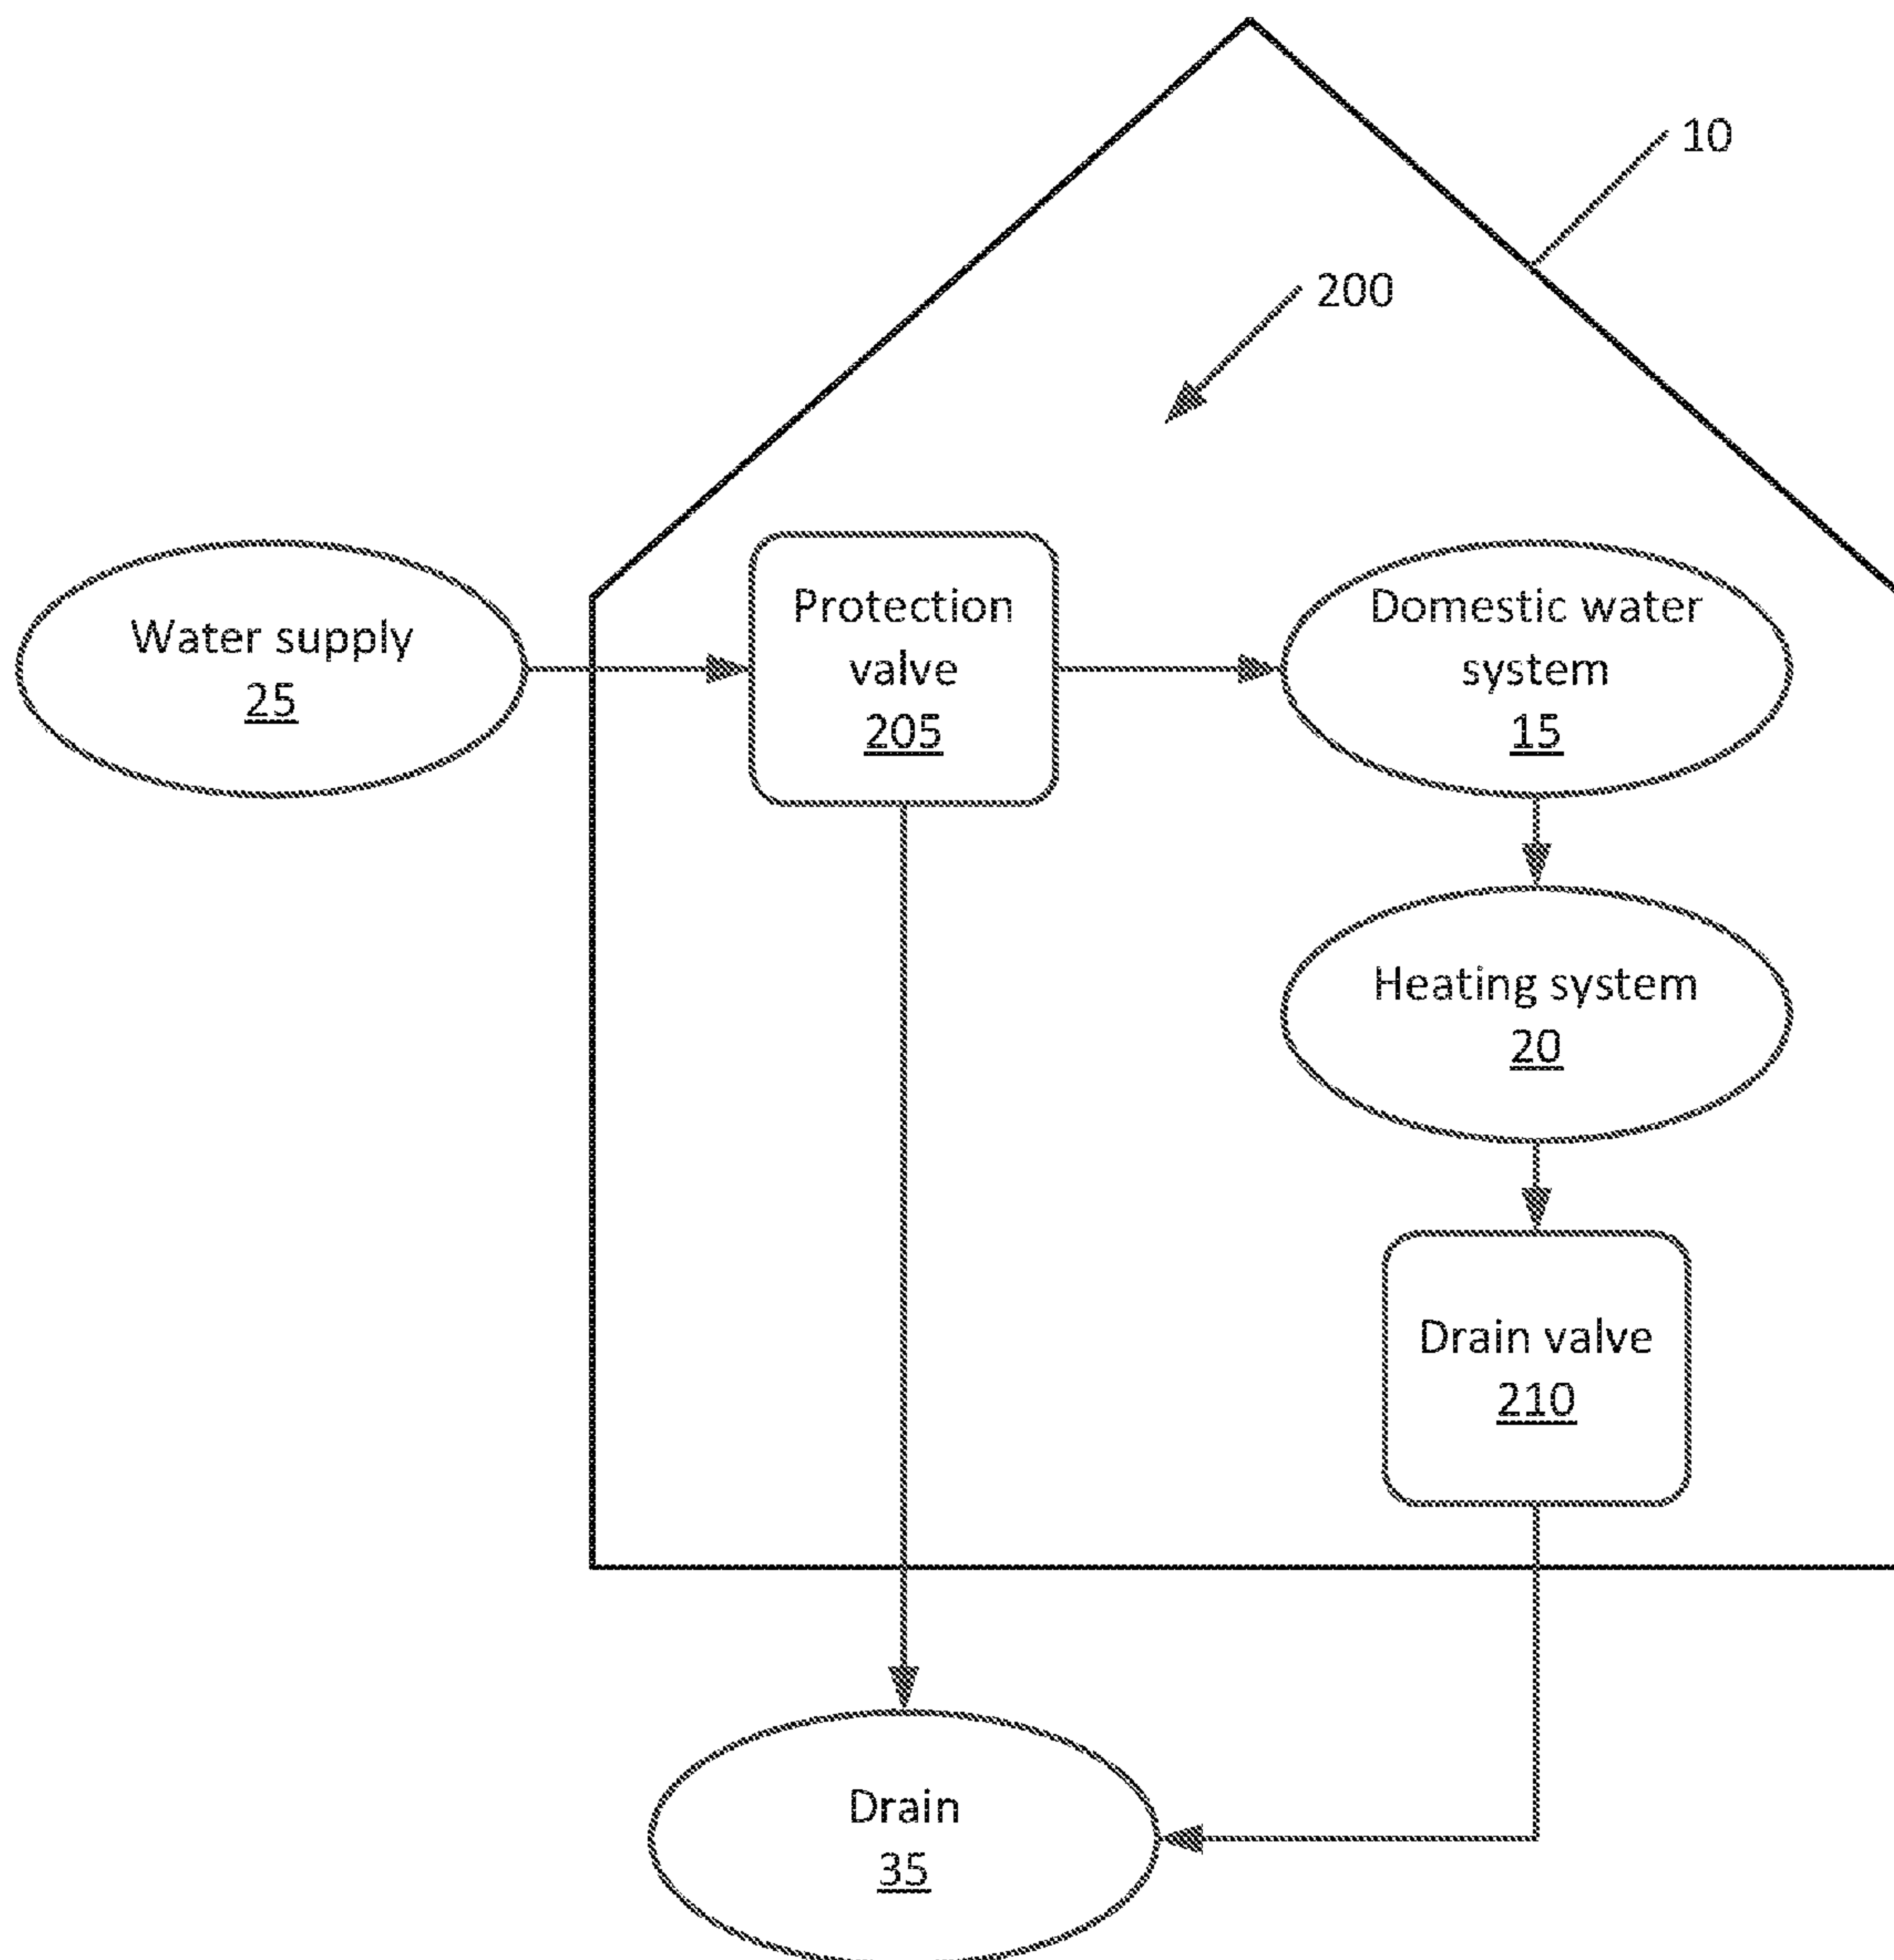 10
200
Water supply
25
Protection
valve
205
Domestic water
system
15
Heating system
20
Drain valve
210
Drain
35